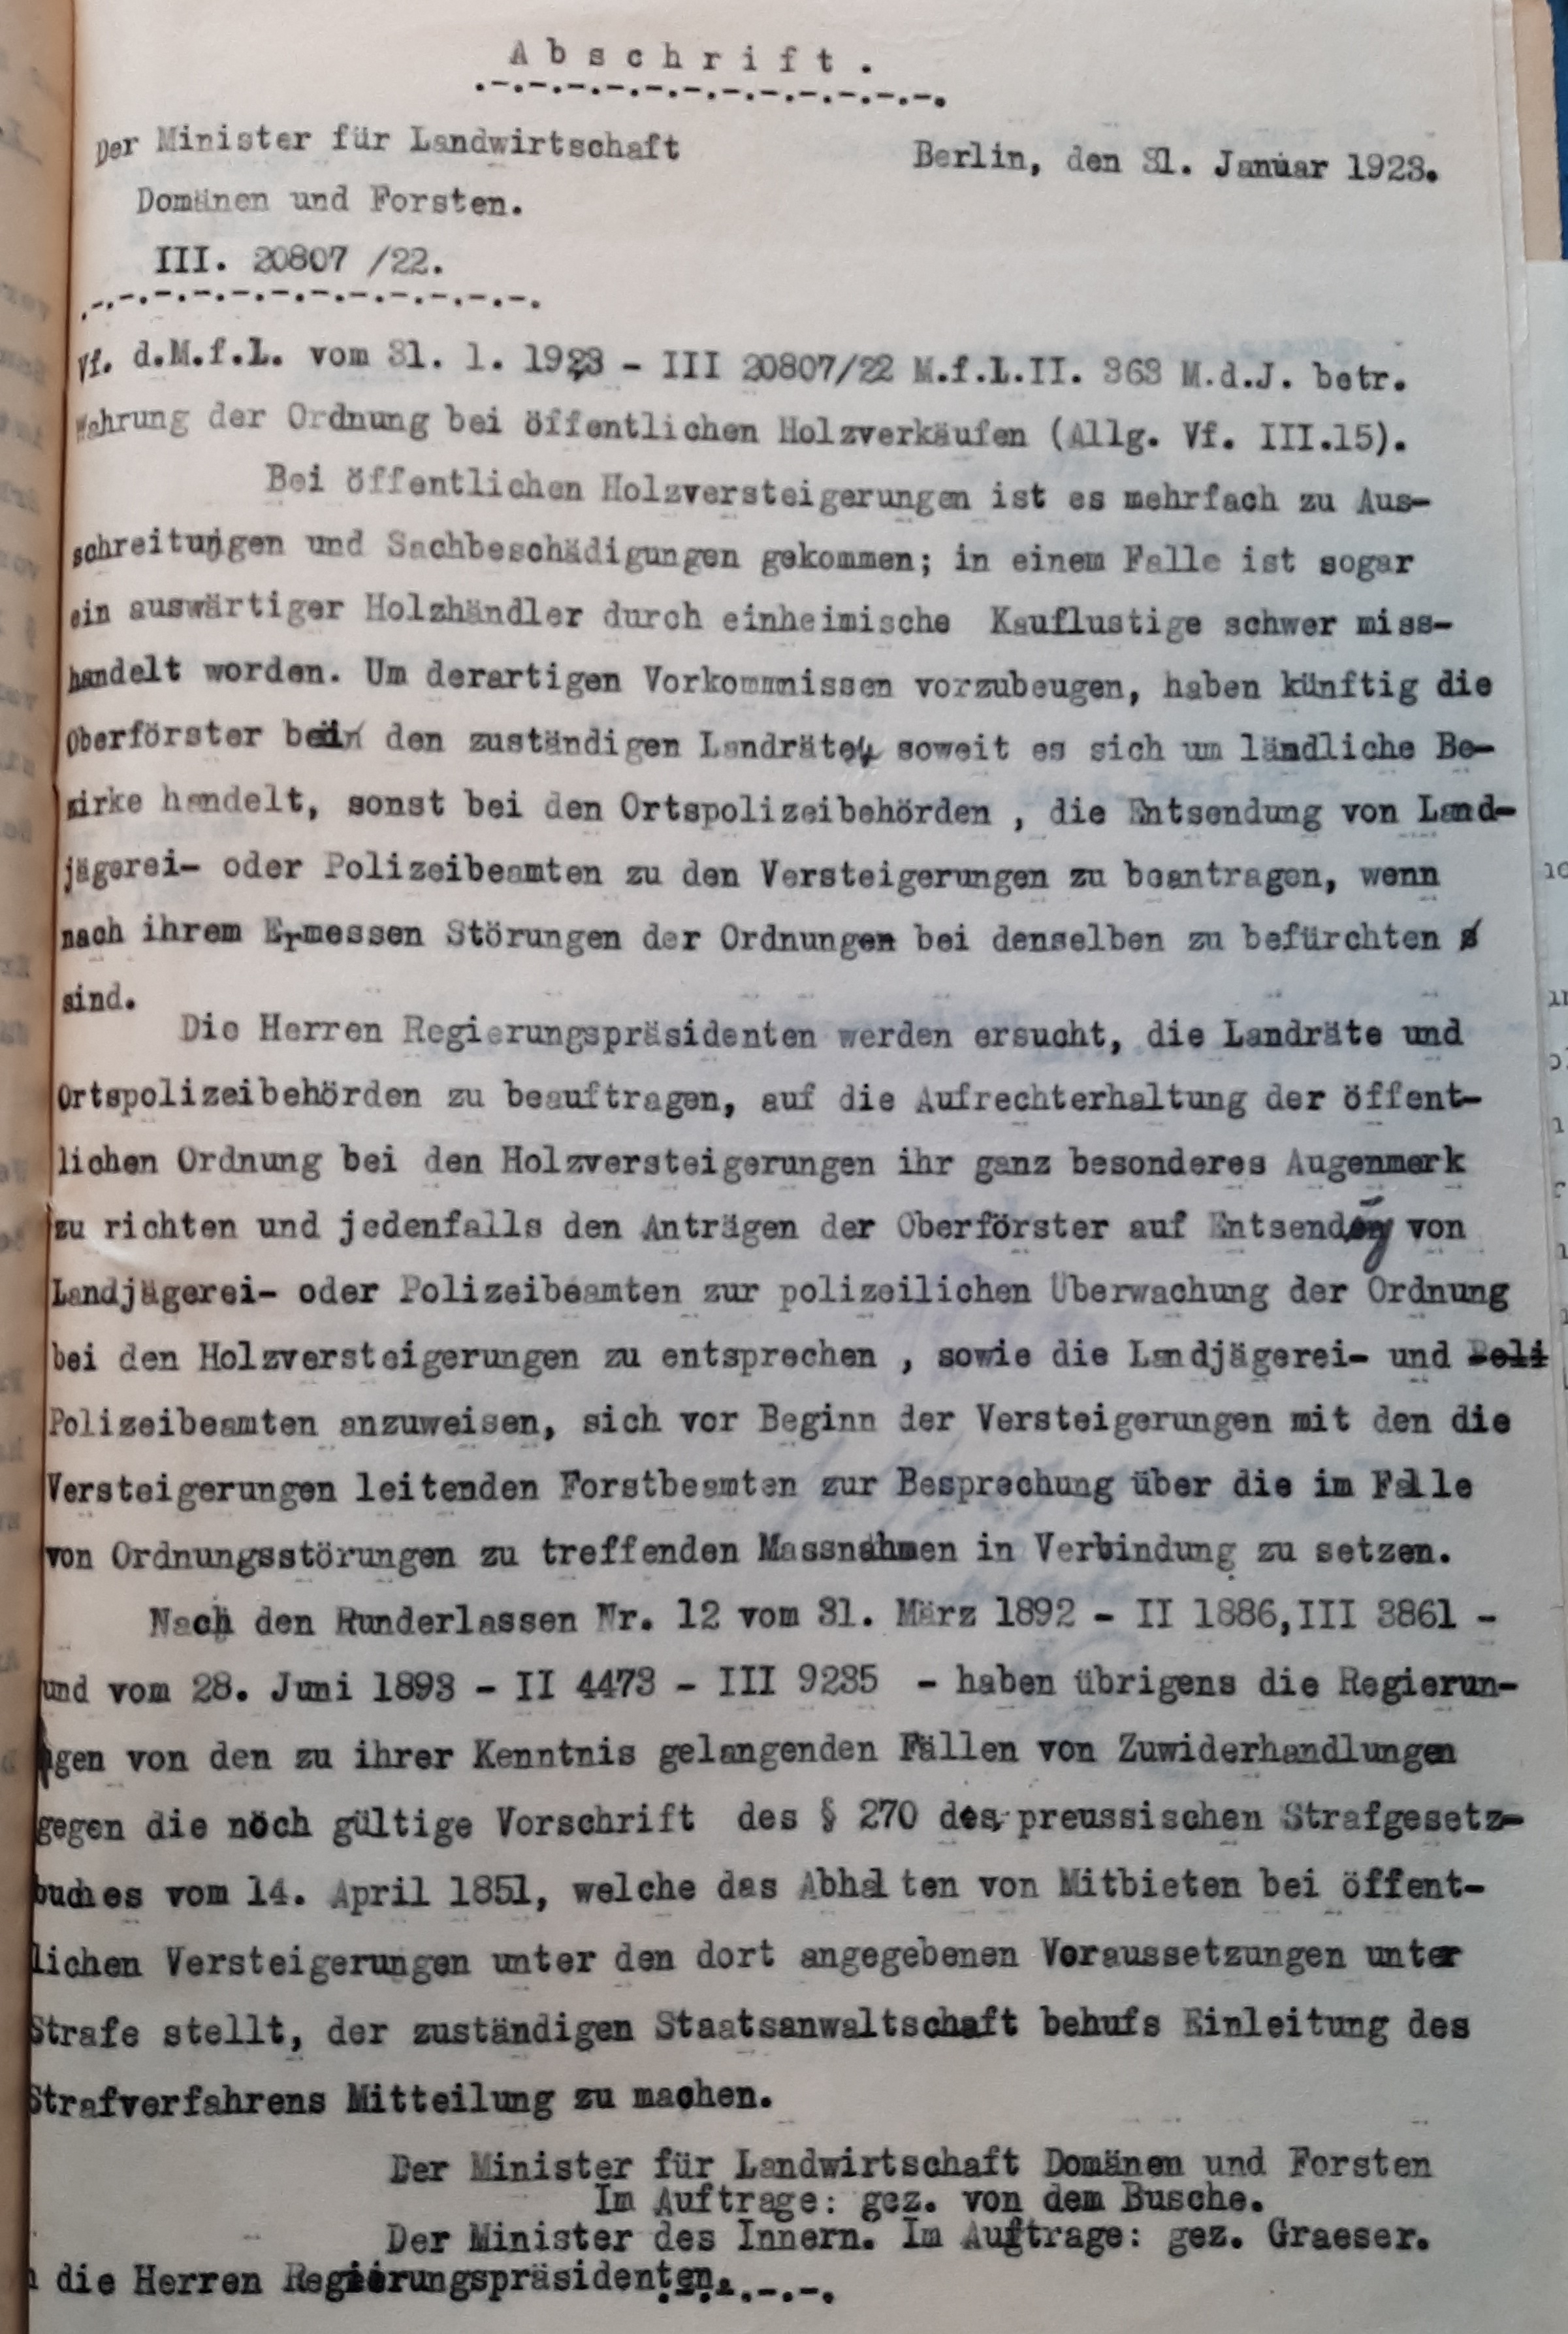 Abschrift.
Der Minister für Landwirtschaft
Berlin, den 31. Januar 1923.
Domänen und Forsten.
III. 20807 /22.
Vf. d.M.f.L. vom 31. 1. 1923 - III 20807/22 M.f.L.II. 363 M.d.J. betr.
Wahrung der Ordnung bei öffentlichen Holzverkäufen (Allg. Vf. III.15).
Bei öffentlichen Holzversteigerungen ist es mehrfach zu Aus-
schreitungen und Sachbeschädigungen gekommen; in einem Falle ist sogar
ein auswärtiger Holzhändler durch einheimische Kauflustige schwer miss-
handelt worden. Um derartigen Vorkommnissen vorzubeugen, haben künftig die
Oberförster bei den zuständigen Landräten soweit es sich um ländliche Be-
zirke handelt, sonst bei den Ortspolizeibehörden , die Entsendung von Land-
jägerei- oder Polizeibeamten zu den Versteigerungen zu beantragen, wenn
nach ihrem Ermessen Störungen der Ordnungen bei denselben zu befürchten
sind.
Die Herren Regierungspräsidenten werden ersucht, die Landräte und
Ortspolizeibehörden zu beauftragen, auf die Aufrechterhaltung der öffent-
lichen Ordnung bei den Holzversteigerungen ihr ganz besonderes Augenmerk
zu richten und jedenfalls den Anträgen der Oberförster auf Entsendung von
Landjägerei- oder Polizeibeamten zur polizeilichen Überwachung der Ordnung
bei den Holzversteigerungen zu entsprechen , sowie die Landjägerei- und Poli
Polizeibeamten anzuweisen, sich vor Beginn der Versteigerungen mit den die
Versteigerungen leitenden Forstbeamten zur Besprechung über die im Falle
von Ordnungsstörungen zu treffenden Massnahmen in Verbindung zu setzen.
Nach den Runderlassen Nr. 12 vom 31. März 1892 - II 1886,III 3861 -
und vom 28. Juni 1893 - II 4473 - III 9235 - haben übrigens die Regierun-
gen von den zu ihrer Kenntnis gelangenden Fällen von Zuwiderhandlungen
gegen die nöch gültige Vorschrift des § 270 des preussischen Strafgesetz-
buches vom 14. April 1851, welche das Abhalten von Mitbieten bei öffent-
lichen Versteigerungen unter den dort angegebenen Voraussetzungen unter
Strafe stellt, der zuständigen Staatsanwaltschaft behufs Einleitung des
Strafverfahrens Mitteilung zu machen.
Der Minister für Landwirtschaft Domänen und Forsten
Im Auftrage: gez. von dem Busche.
Der Minister des Innern. Im Auftrage: gez. Graeser.
die Herren Regierungspräsidenten.